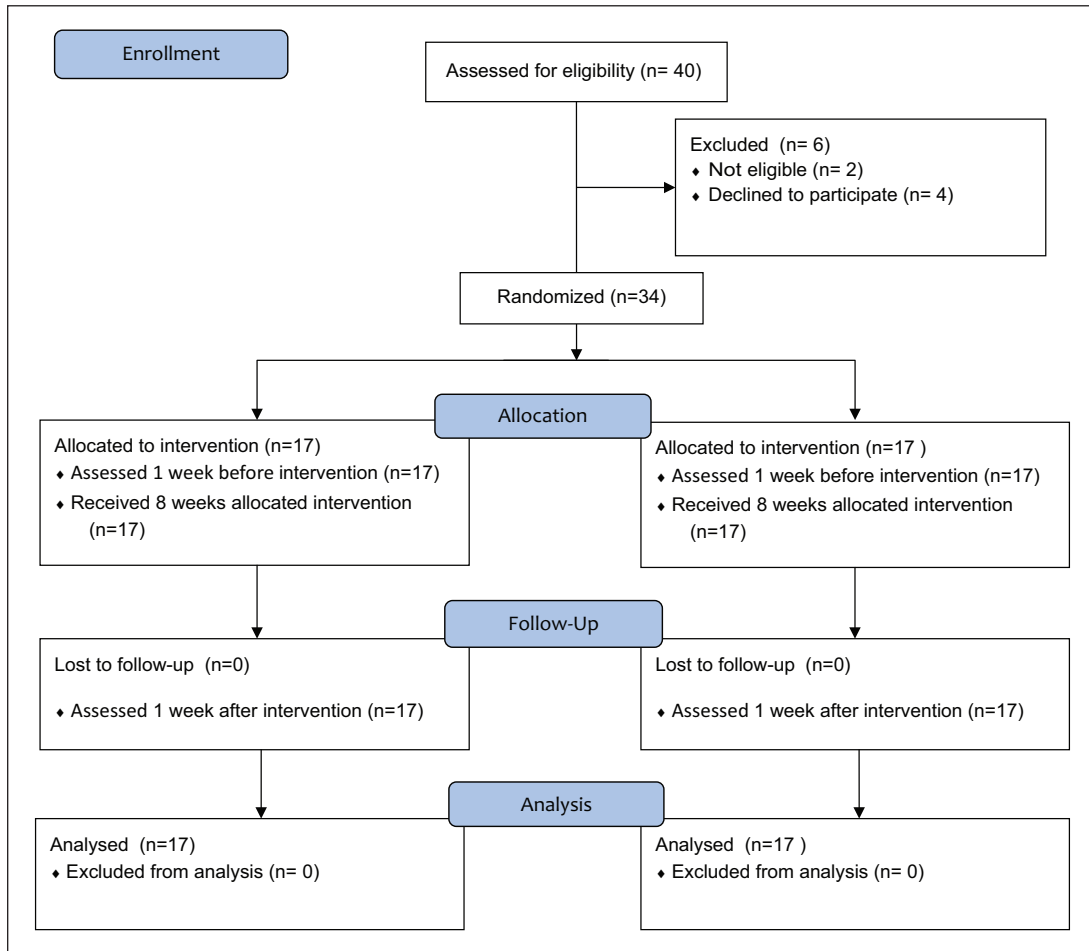 Enrollment
Assessed for eligibility (n= 40)
Excluded (n= 6)
♦ Not eligible (n= 2)
♦ Declined to participate (n= 4)
Randomized (n=34)
Allocation
Allocated to intervention (n=17)
♦ Assessed 1 week before intervention (n=17)
♦ Received 8 weeks allocated intervention
(n=17)
Allocated to intervention (n=17 )
♦ Assessed 1 week before intervention (n=17)
♦ Received 8 weeks allocated intervention
(n=17)
Follow-Up
Lost to follow-up (n=0)
♦ Assessed 1 week after intervention (n=17)
Lost to follow-up (n=0)
♦ Assessed 1 week after intervention (n=17)
Analysis
Analysed (n=17)
♦ Excluded from analysis (n= 0)
Analysed (n=17 )
♦ Excluded from analysis (n= 0)